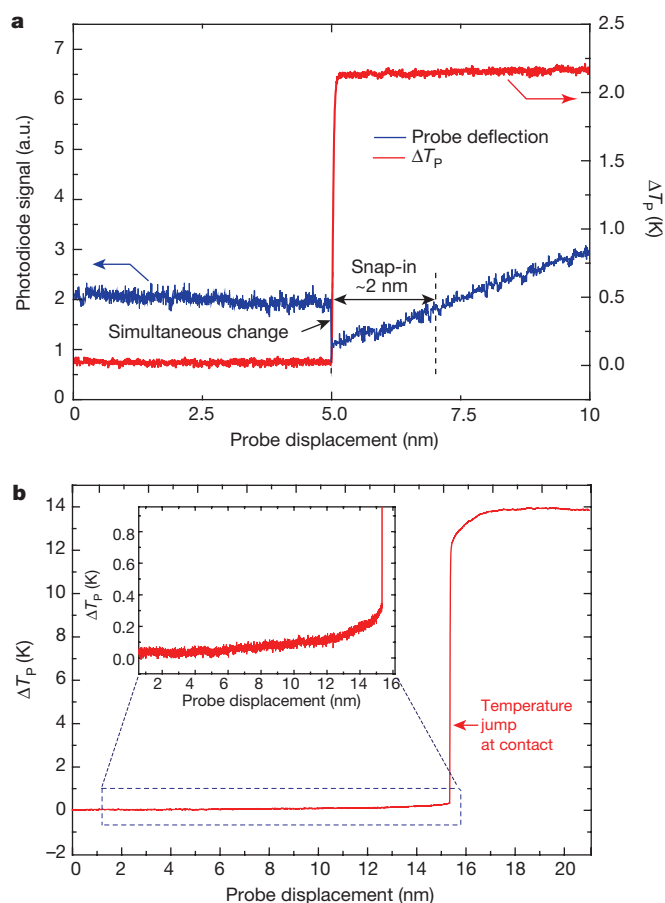 a
7
6
5
4
3
2
1
0
Photodiode signal (a.u.)
2.5
2.0
1.5
1.0
0.5
0.0
ΔT_P (K)
Probe deflection
ΔT_P
Snap-in
~2 nm
Simultaneous change
0 2.5 5.0 7.5 10
Probe displacement (nm)
b
14
12
10
8
6
4
2
0
−2
ΔT_P (K)
0.8
0.6
0.4
0.2
0.0
ΔT_P (K)
2 4 6 8 10 12 14 16
Probe displacement (nm)
Temperature
jump
at contact
0 2 4 6 8 10 12 14 16 18 20
Probe displacement (nm)